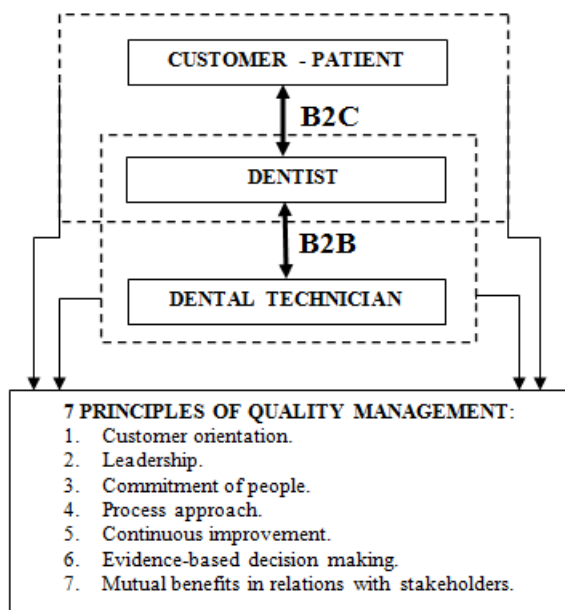 CUSTOMER - PATIENT
B2C
DENTIST
B2B
DENTAL TECHNICIAN
7 PRINCIPLES OF QUALITY MANAGEMENT:
1. Customer orientation.
2. Leadership.
3. Commitment of people.
4. Process approach.
5. Continuous improvement.
6. Evidence-based decision making.
7. Mutual benefits in relations with stakeholders.